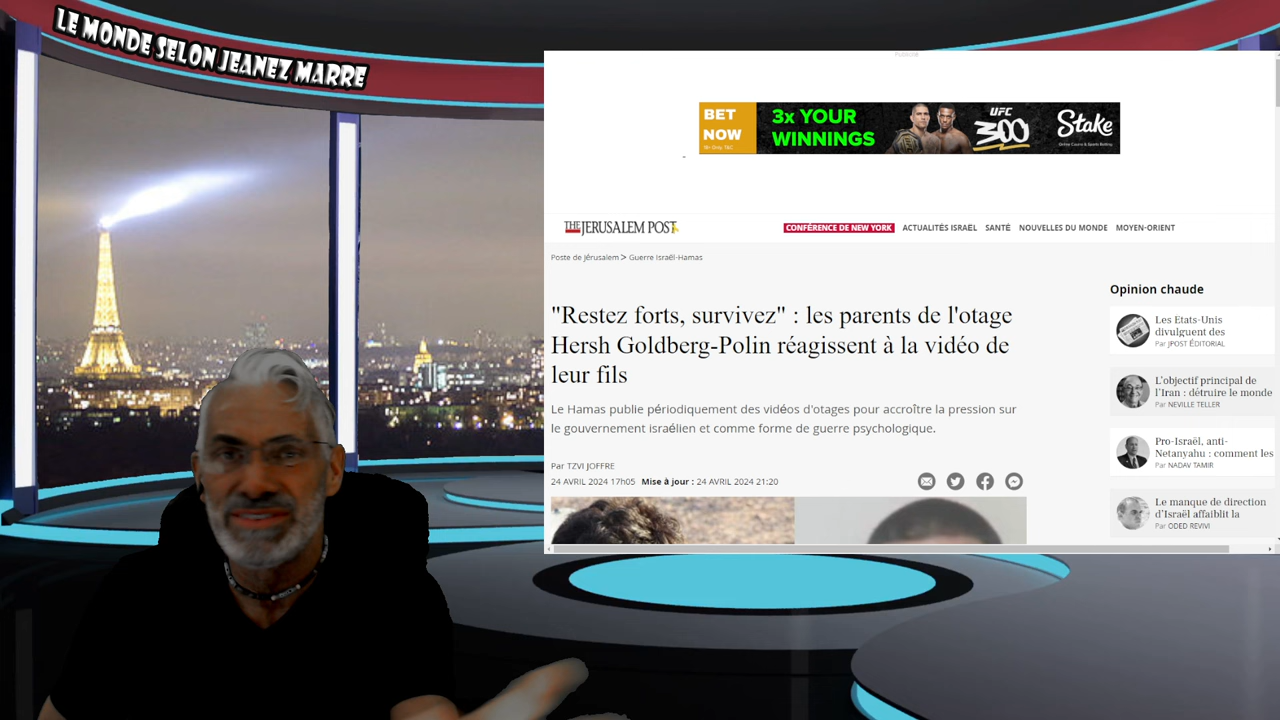 LE MONDE SELON JEANEZ MARRE
Publicité
BET
NOW
3x YOUR
WINNINGS
UFC
300
Stake
Online Casino & Sports Betting
THE JERUSALEM POST
CONFÉRENCE DE NEW YORK
ACTUALITÉS ISRAËL
SANTÉ
NOUVELLES DU MONDE
MOYEN-ORIENT
Poste de Jérusalem > Guerre Israël-Hamas
"Restez forts, survivez" : les parents de l'otage
Hersh Goldberg-Polin réagissent à la vidéo de
leur fils
Le Hamas publie périodiquement des vidéos d'otages pour accroître la pression sur
le gouvernement israélien et comme forme de guerre psychologique.
Par TZVI JOFFRE
24 AVRIL 2024 17h05 Mise à jour : 24 AVRIL 2024 21:20
Opinion chaude
Les Etats-Unis
divulguent des
Par JPOST ÉDITORIAL
L'objectif principal de
l'Iran : détruire le monde
Par NEVILLE TELLER
Pro-Israël, anti-
Netanyahu : comment les
Par NADAV TAMIR
Le manque de direction
d'Israël affaiblit la
Par ODED REVIVI